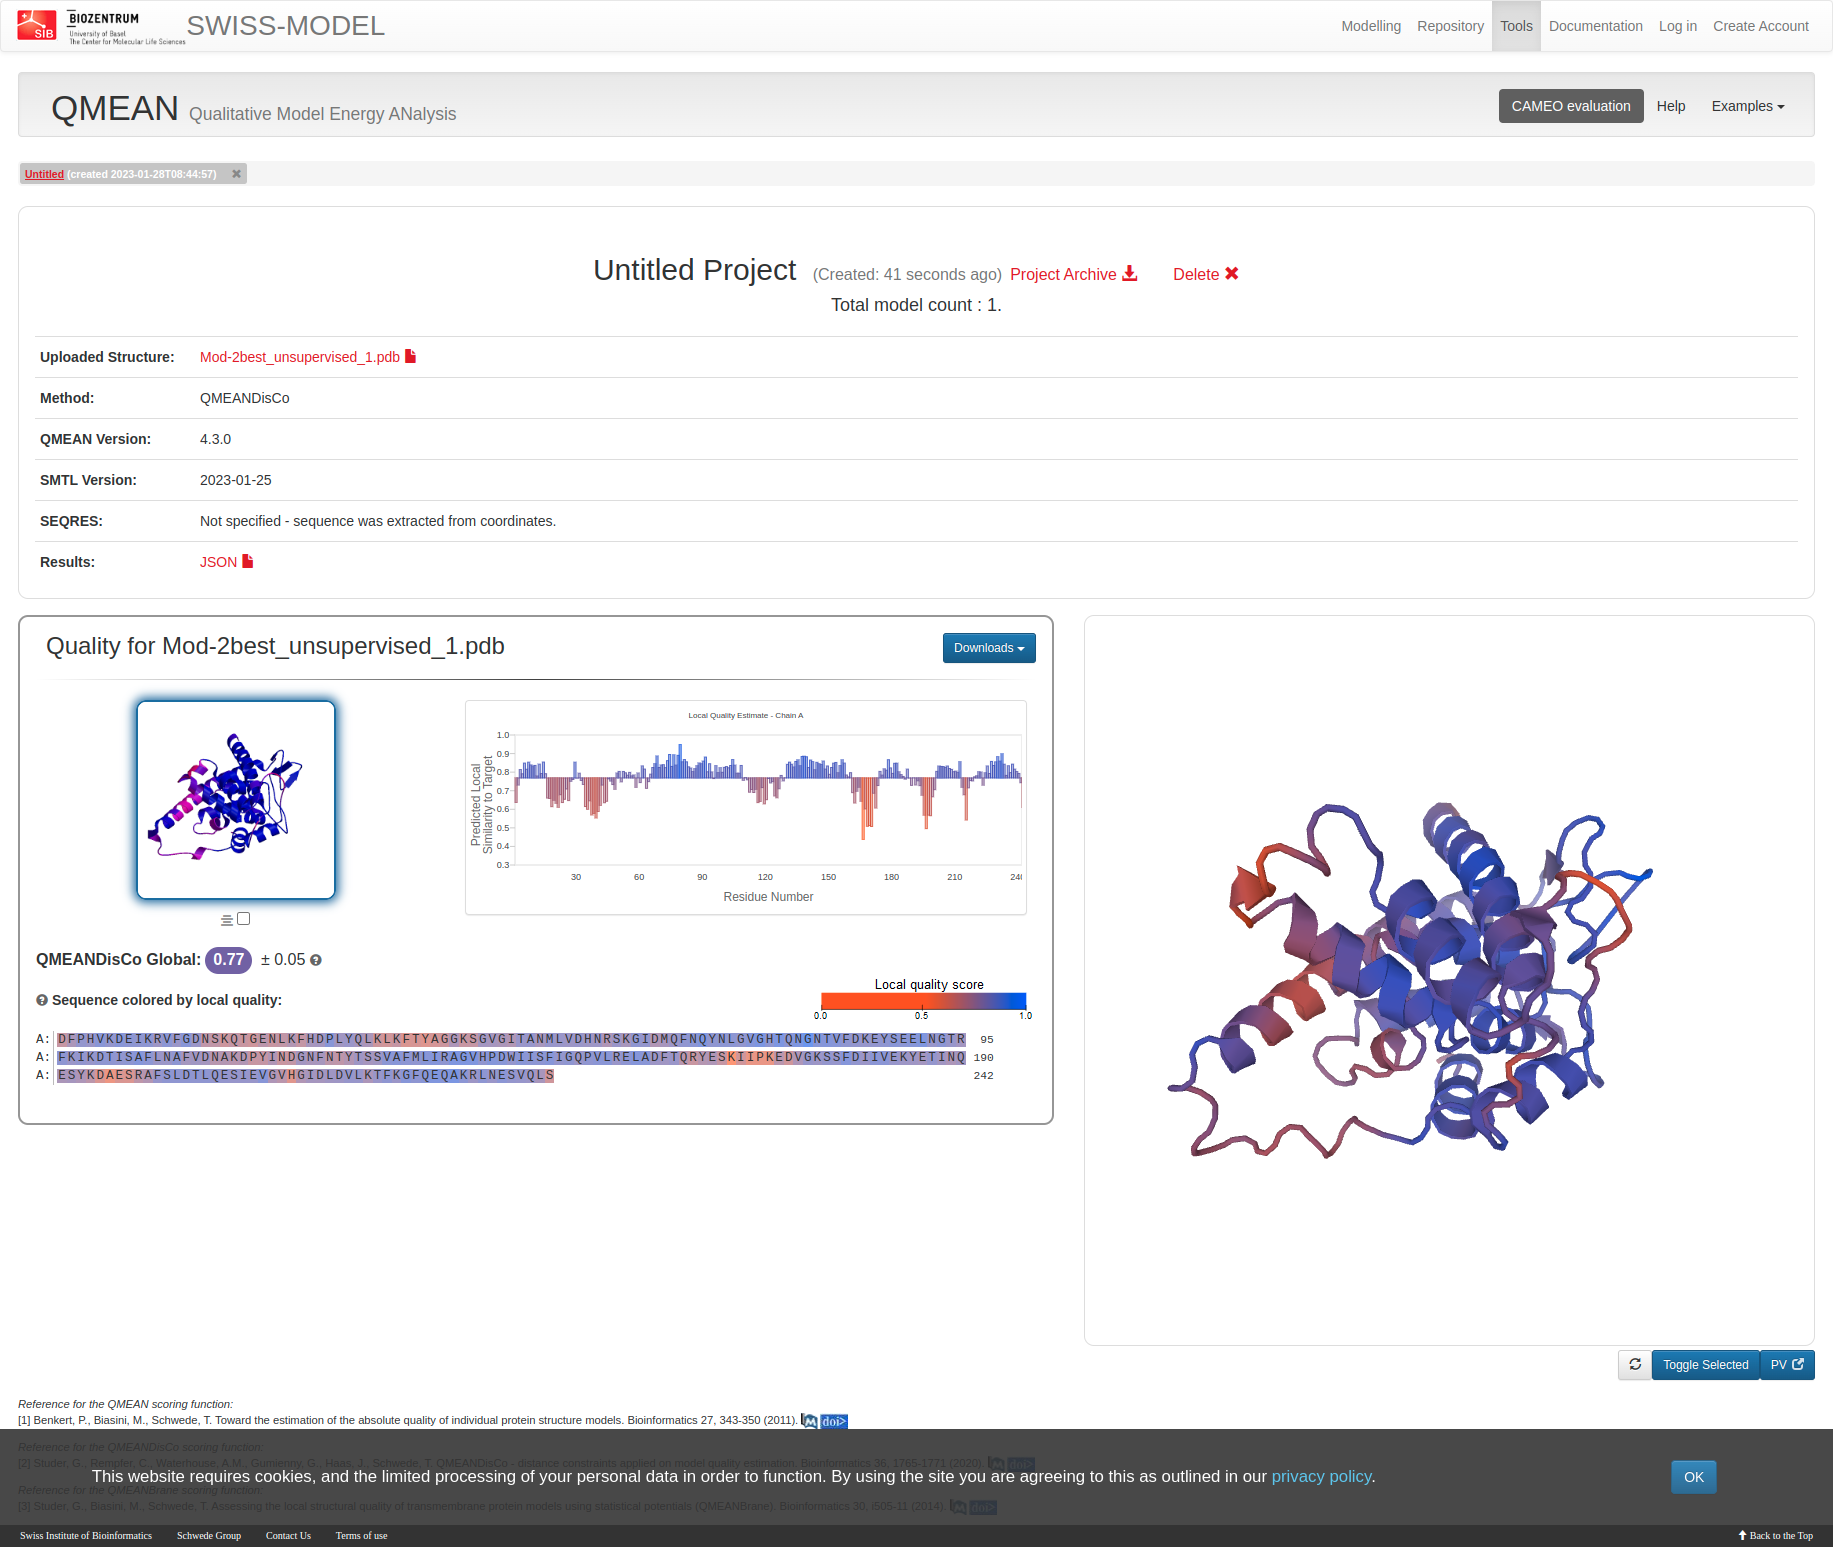 SIB
BIOZENTRUM
University of Basel
The Center for Molecular Life Sciences
SWISS-MODEL
Modelling Repository Tools Documentation Log in Create Account
QMEAN Qualitative Model Energy ANalysis
CAMEO evaluation Help Examples
Untitled (created 2023-01-28T08:44:57) ✖
Untitled Project (Created: 41 seconds ago) Project Archive Delete ✖
Total model count : 1.
Uploaded Structure: Mod-2best_unsupervised_1.pdb
Method: QMEANDisCo
QMEAN Version: 4.3.0
SMTL Version: 2023-01-25
SEQRES: Not specified - sequence was extracted from coordinates.
Results: JSON
Quality for Mod-2best_unsupervised_1.pdb
Downloads
Local Quality Estimate - Chain A
Predicted Local
Similarity to Target
1.0
0.9
0.8
0.7
0.6
0.5
0.4
0.3
30 60 90 120 150 180 210
Residue Number
QMEANDisCo Global: 0.77 ± 0.05
Sequence colored by local quality:
Local quality score
0.0 0.5 1.0
A: DFPHVKDEIKRVFGDNSKQTGENLKFHDPLYQLKLKFTYAGGKSGVGITANMLVDHNRSKGIDMQFNQYNLGVGHTQNGNTVFDKEYSEELNGTR 95
A: FKIKDTISAFLNAFVDNAKDPYINDGNFNTYTSSVAFMLIRAGVHPDWIISFIGQPVLRELADFTQRYESKIIPKEDVGKSSFDIIVEKYETINQ 190
A: ESYKDAESRAFSLDTLQESIEVGVHGIDLDVLKTFKGFQEQAKRLNESVQLS 242
Toggle Selected PV
Reference for the QMEAN scoring function:
[1] Benkert, P., Biasini, M., Schwede, T. Toward the estimation of the absolute quality of individual protein structure models. Bioinformatics 27, 343-350 (2011). M doi>
Reference for the QMEANDisCo scoring function:
[2] Studer, G., Rempfer, C., Waterhouse, A.M., Gumienny, G., Haas, J., Schwede, T. QMEANDisCo - distance constraints applied on model quality estimation. Bioinformatics 36, 1765-1771 (2020). M doi>
This website requires cookies, and the limited processing of your personal data in order to function. By using the site you are agreeing to this as outlined in our privacy policy.
OK
Reference for the QMEANBrane scoring function:
[3] Studer, G., Biasini, M., Schwede, T. Assessing the local structural quality of transmembrane protein models using statistical potentials (QMEANBrane). Bioinformatics 30, i505-11 (2014). M doi>
Swiss Institute of Bioinformatics Schwede Group Contact Us Terms of use Back to the Top